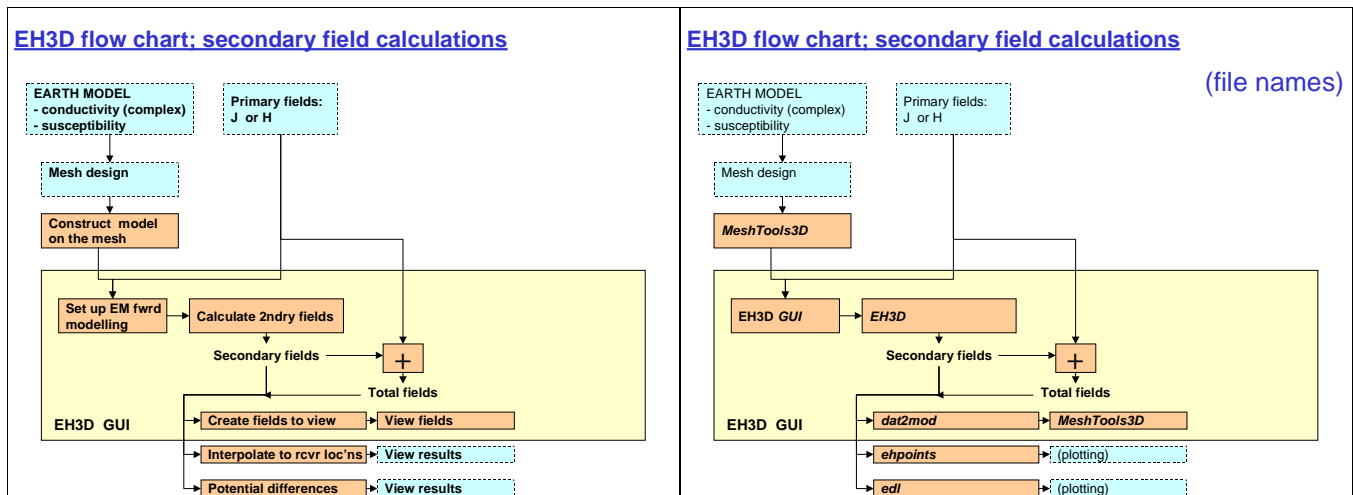 EH3D flow chart; secondary field calculations
EARTH MODEL
- conductivity (complex)
- susceptibility
Primary fields:
J or H
Mesh design
Construct model
on the mesh
Set up EM fwrd
modelling
Calculate 2ndry fields
Secondary fields
+
Total fields
Create fields to view
View fields
EH3D GUI
Interpolate to rcvr loc'ns
View results
Potential differences
View results
EH3D flow chart; secondary field calculations
(file names)
EARTH MODEL
- conductivity (complex)
- susceptibility
Primary fields:
J or H
Mesh design
MeshTools3D
EH3D GUI
EH3D
Secondary fields
+
Total fields
dat2mod
MeshTools3D
EH3D GUI
ehpoints
(plotting)
edl
(plotting)